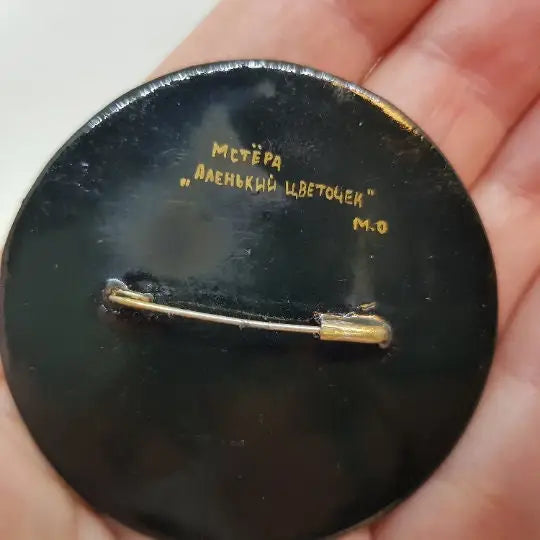 Мстёра
„Аленький цветочек"
М.О